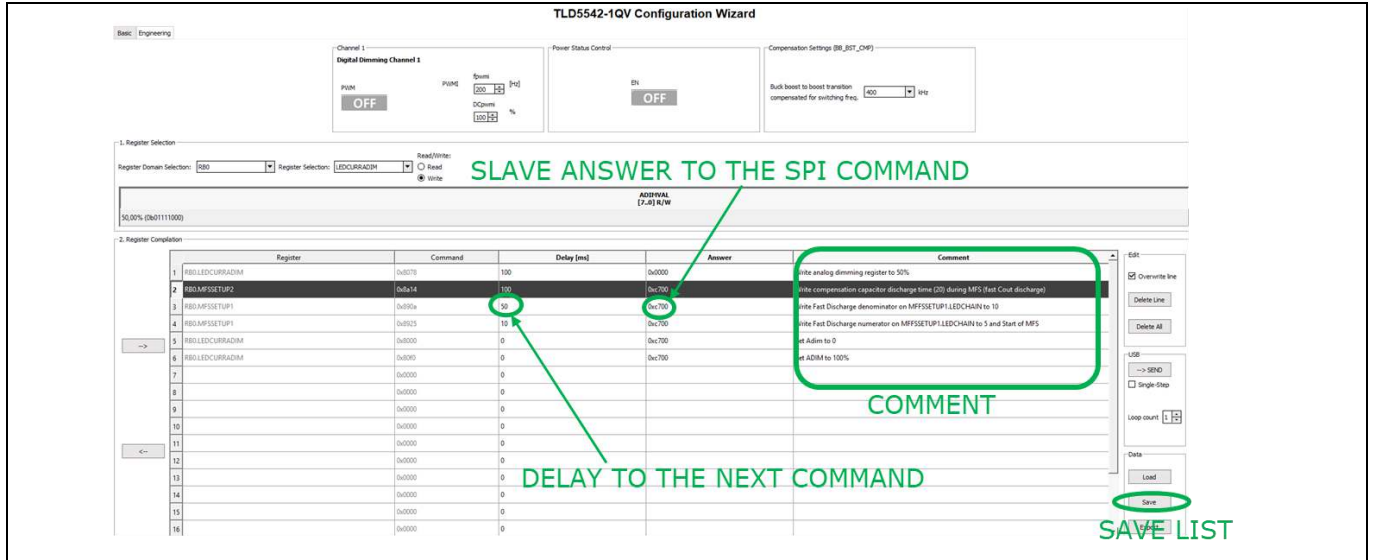 TLD5542-1QV Configuration Wizard
Basic Engineering
Channel 1
Digital Dimming Channel 1
PWM
OFF
PWMI
fpwmi
200 [Hz]
DCpwmi
100 %
Power Status Control
EN
OFF
Compensation Settings (BB_BST_CMP)
Buck boost to boost transition
compensated for switching freq. 400 kHz
1. Register Selection
Register Domain Selection: RB0 Register Selection: LEDCURRADIM
Read/Write:
Read
Write
SLAVE ANSWER TO THE SPI COMMAND
ADIMVAL
[7..0] R/W
50,00% (0b01111000)
2. Register Compilation
Register Command Delay [ms] Answer Comment
1 RB0.LEDCURRADIM 0x8078 100 0x0000 Write analog dimming register to 50%
2 RB0.MFSSETUP2 0x8a14 100 0xc700 Write compensation capacitor discharge time (20) during MFS (fast Cout discharge)
3 RB0.MFSSETUP1 0x890a 50 0xc700 Write Fast Discharge denominator on MFFSSETUP1.LEDCHAIN to 10
4 RB0.MFSSETUP1 0x8925 10 0xc700 Write Fast Discharge numerator on MFFSSETUP1.LEDCHAIN to 5 and Start of MFS
5 RB0.LEDCURRADIM 0x8000 0 0xc700 et Adim to 0
6 RB0.LEDCURRADIM 0x80f0 0 0xc700 et ADIM to 100%
7 0x0000 0
8 0x0000 0
9 0x0000 0
10 0x0000 0
11 0x0000 0
12 0x0000 0
13 0x0000 0
14 0x0000 0
15 0x0000 0
16 0x0000 0
-->
<--
COMMENT
DELAY TO THE NEXT COMMAND
Edit
Overwrite line
Delete Line
Delete All
USB
--> SEND
Single-Step
Loop count 1
Data
Load
Save
SAVE LIST